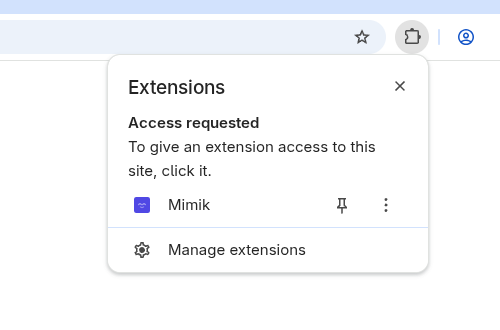 Extensions
Access requested
To give an extension access to this
site, click it.
Mimik
Manage extensions